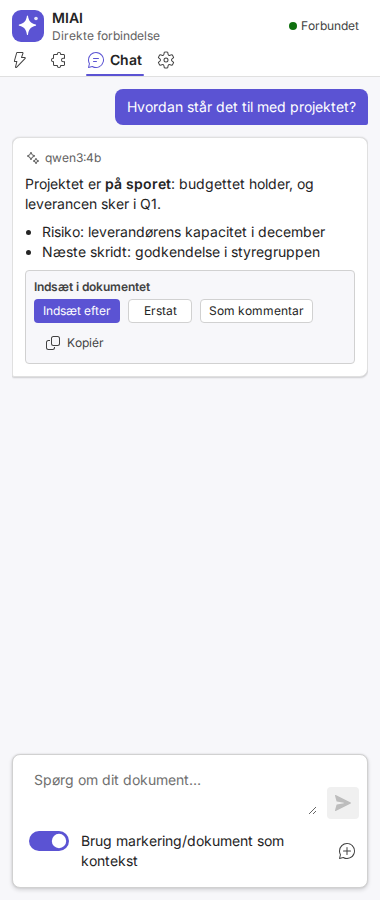 MIAI
Direkte forbindelse
Forbundet
Chat
Hvordan står det til med projektet?
qwen3:4b
Projektet er på sporet: budgettet holder, og
leverancen sker i Q1.
• Risiko: leverandørens kapacitet i december
• Næste skridt: godkendelse i styregruppen
Indsæt i dokumentet
Indsæt efter
Erstat
Som kommentar
Kopiér
Spørg om dit dokument...
Brug markering/dokument som
kontekst